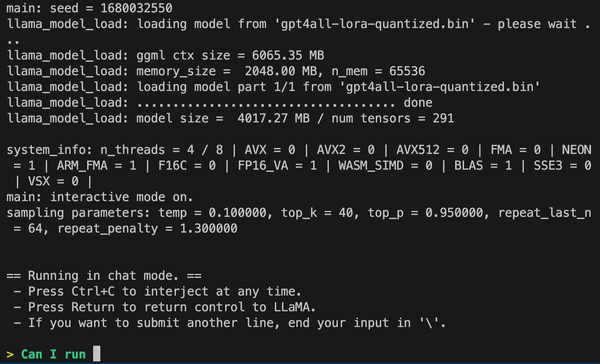 main: seed = 1680032550
llama_model_load: loading model from 'gpt4all-lora-quantized.bin' - please wait .
..
llama_model_load: ggml ctx size = 6065.35 MB
llama_model_load: memory_size =  2048.00 MB, n_mem = 65536
llama_model_load: loading model part 1/1 from 'gpt4all-lora-quantized.bin'
llama_model_load: .................................... done
llama_model_load: model size =  4017.27 MB / num tensors = 291
system_info: n_threads = 4 / 8 | AVX = 0 | AVX2 = 0 | AVX512 = 0 | FMA = 0 | NEON
= 1 | ARM_FMA = 1 | F16C = 0 | FP16_VA = 1 | WASM_SIMD = 0 | BLAS = 1 | SSE3 = 0
| VSX = 0 |
main: interactive mode on.
sampling parameters: temp = 0.100000, top_k = 40, top_p = 0.950000, repeat_last_n
= 64, repeat_penalty = 1.300000
== Running in chat mode. ==
- Press Ctrl+C to interject at any time.
- Press Return to return control to LLaMA.
- If you want to submit another line, end your input in '\'.
> Can I run